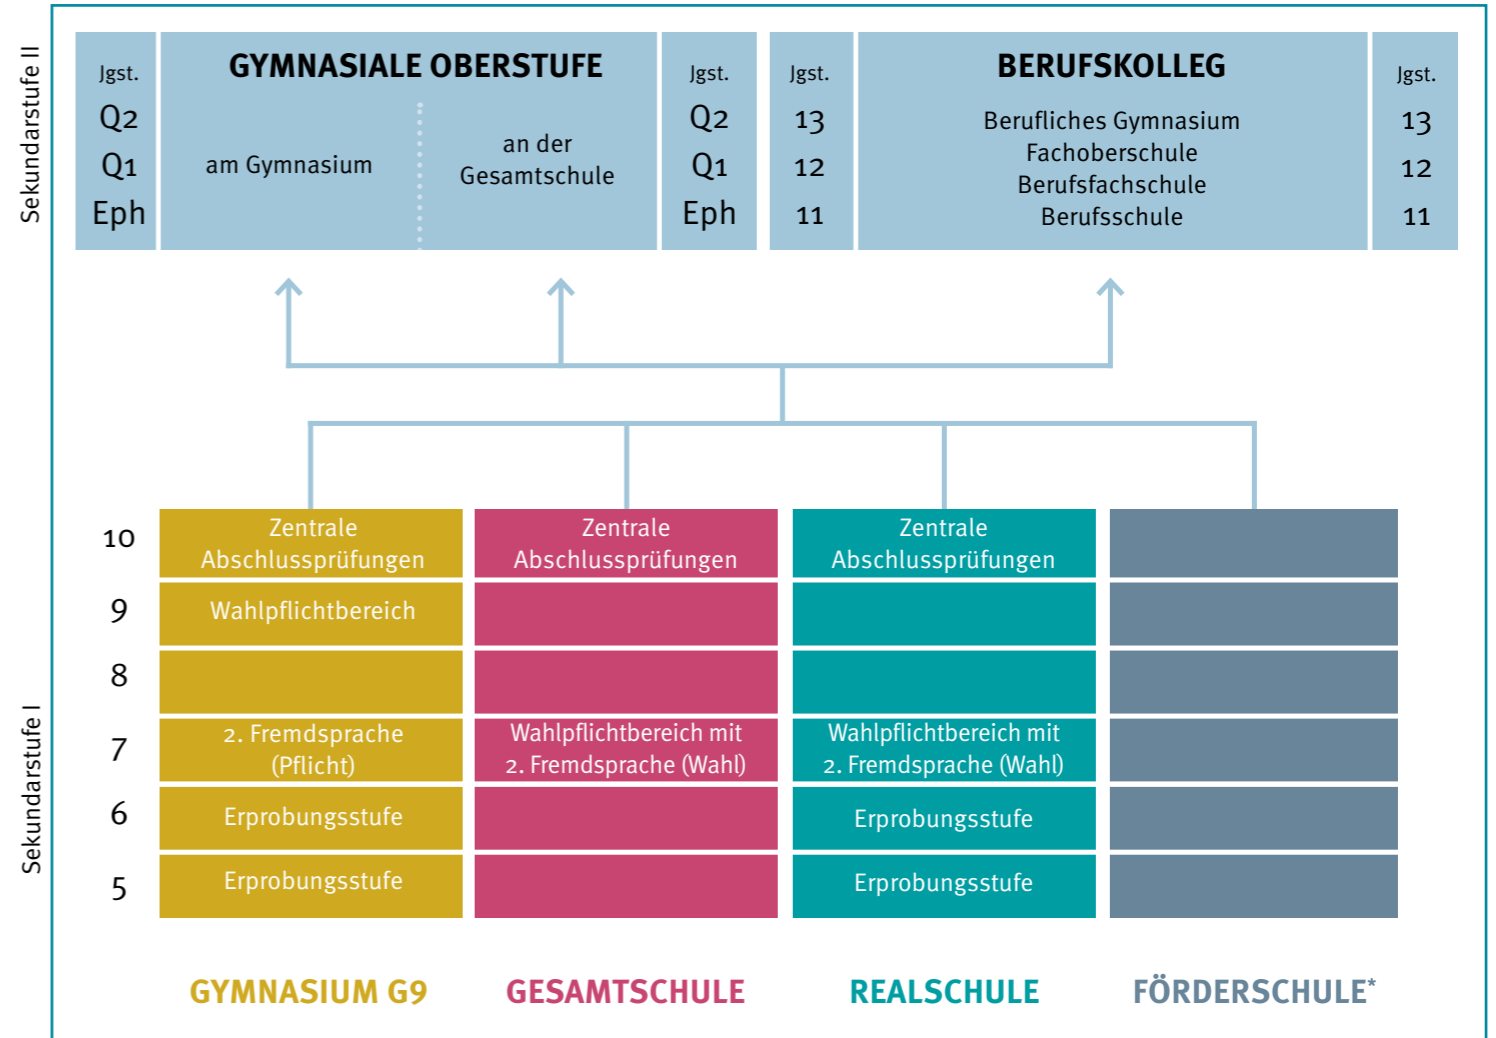 Sekundarstufe II
Jgst.
Q2
Q1
Eph
GYMNASIALE OBERSTUFE
am Gymnasium
an der
Gesamtschule
Jgst.
Q2
Q1
Eph
Jgst.
13
12
11
BERUFSKOLLEG
Berufliches Gymnasium
Fachoberschule
Berufsfachschule
Berufsschule
Jgst.
13
12
11
Sekundarstufe I
10
Zentrale
Abschlussprüfungen
Zentrale
Abschlussprüfungen
Zentrale
Abschlussprüfungen
9
Wahlpflichtbereich
8
7
2. Fremdsprache
(Pflicht)
Wahlpflichtbereich mit
2. Fremdsprache (Wahl)
Wahlpflichtbereich mit
2. Fremdsprache (Wahl)
6
Erprobungsstufe
Erprobungsstufe
5
Erprobungsstufe
Erprobungsstufe
GYMNASIUM G9
GESAMTSCHULE
REALSCHULE
FÖRDERSCHULE*